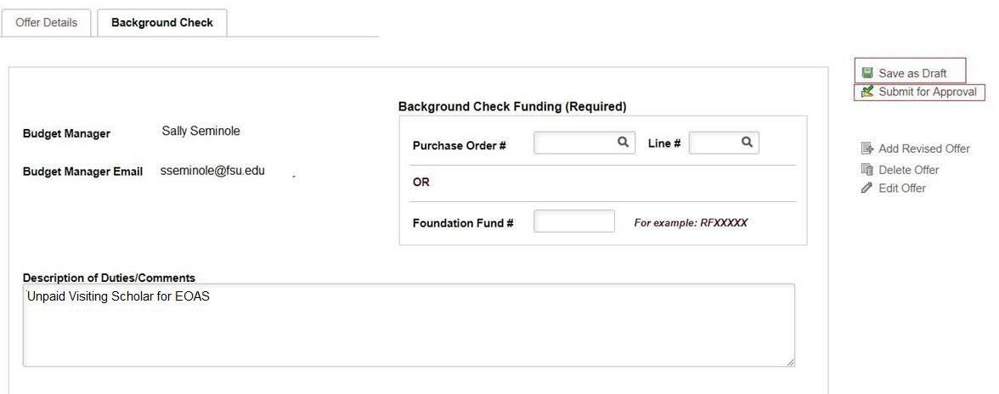 Offer Details Background Check
Save as Draft
Submit for Approval
Background Check Funding (Required)
Budget Manager Sally Seminole
Purchase Order # Line #
Add Revised Offer
Budget Manager Email sseminole@fsu.edu
Delete Offer
OR
Edit Offer
Foundation Fund # For example: RFXXXXX
Description of Duties/Comments
Unpaid Visiting Scholar for EOAS